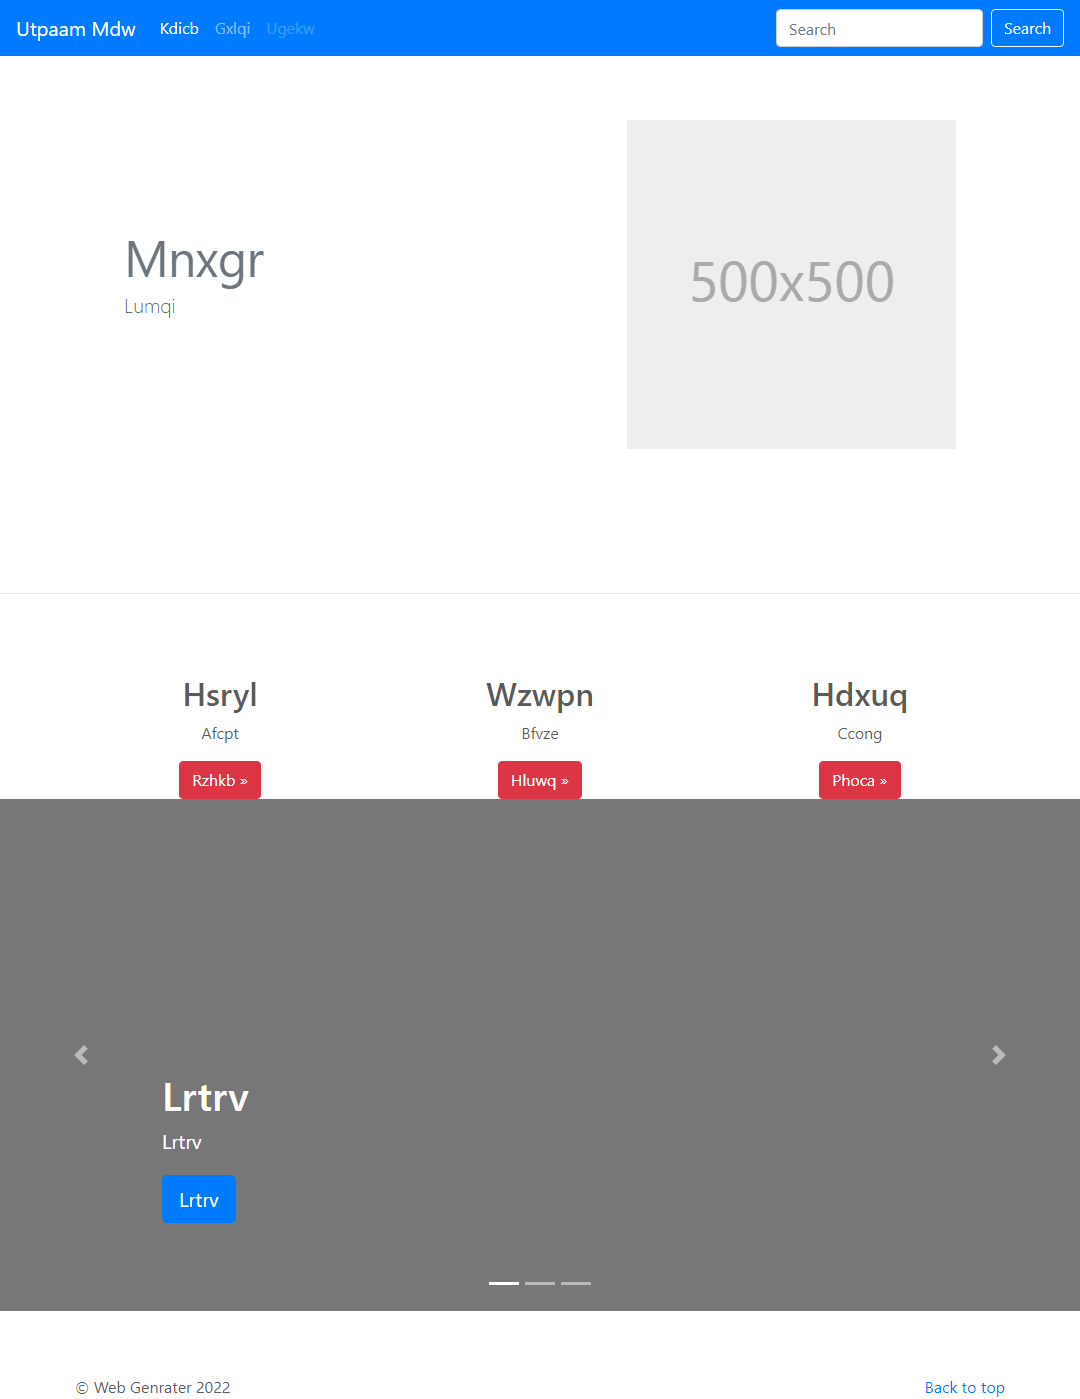 Utpaam Mdw Kdicb Gxlqi Ugekw Search Search
Mnxgr
Lumqi
500x500
Hsryl Wzwpn Hdxuq
Afcpt Bfvze Ccong
Rzhkb » Hluwq » Phoca »
Lrtrv
Lrtrv
Lrtrv
© Web Genrater 2022 Back to top